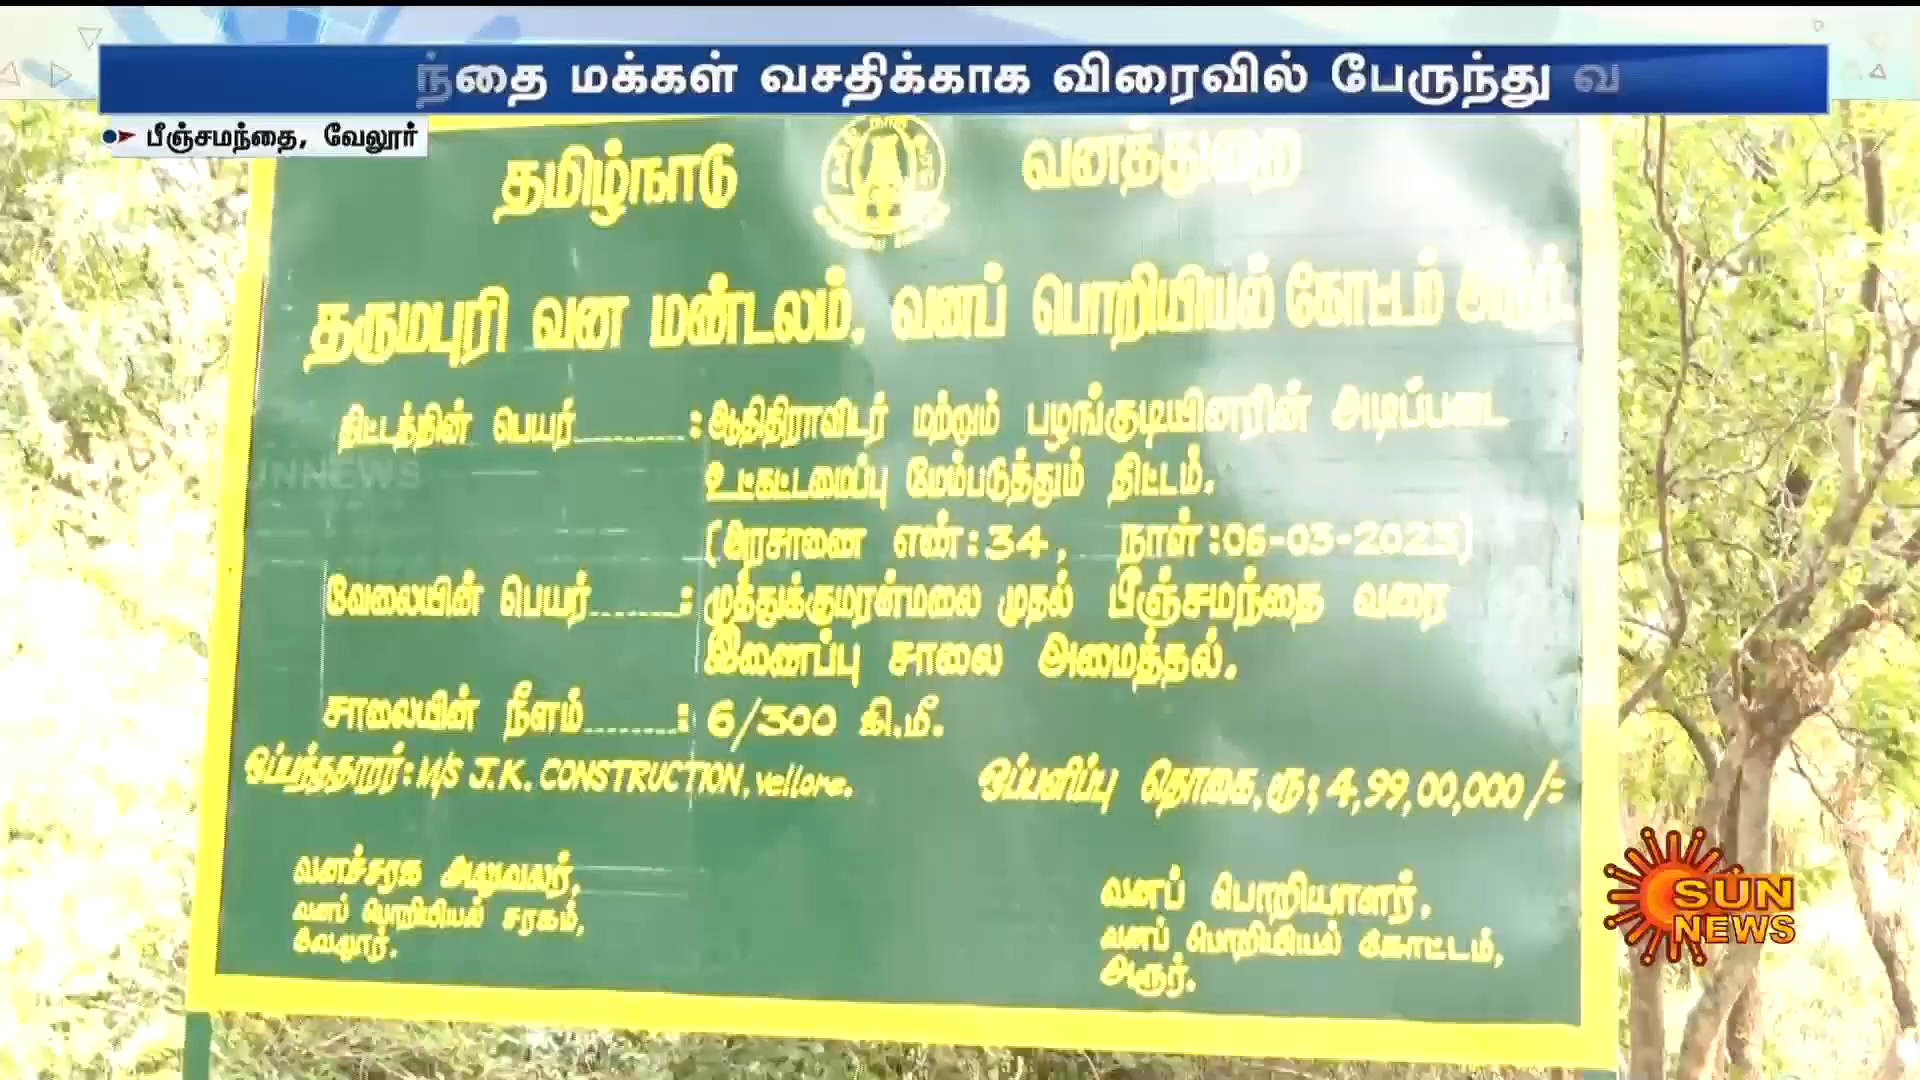 ந்தை மக்கள் வசதிக்காக விரைவில் பேருந்து வ
பீஞ்சமந்தை, வேலூர்
தமிழ்நாடு வனத்துறை
தருமபுரி வன மண்டலம், வனப் பொறியியல் கோட்டம் அரூர்.
திட்டத்தின் பெயர் : ஆதிதிராவிடர் மற்றும் பழங்குடியினரின் அடிப்படை
உட்கட்டமைப்பு மேம்படுத்தும் திட்டம்.
(அரசாணை எண்:34, நாள்:06-03-2023)
வேலையின் பெயர் : முத்துக்குமரன்மலை முதல் பீஞ்சமந்தை வரை
இணைப்பு சாலை அமைத்தல்.
சாலையின் நீளம் : 6/300 கி.மீ.
ஒப்பந்ததாரர்: M/S J.K. CONSTRUCTION, vellore.
ஒப்பளிப்பு தொகை, ரூ; 4,99,00,000/-
வனச்சரக அலுவலர்,
வனப் பொறியியல் சரகம்,
வேலூர்.
வனப் பொறியாளர்.
வனப் பொறியியல் கோட்டம்,
அரூர்.
SUN NEWS
SUN
NEWS